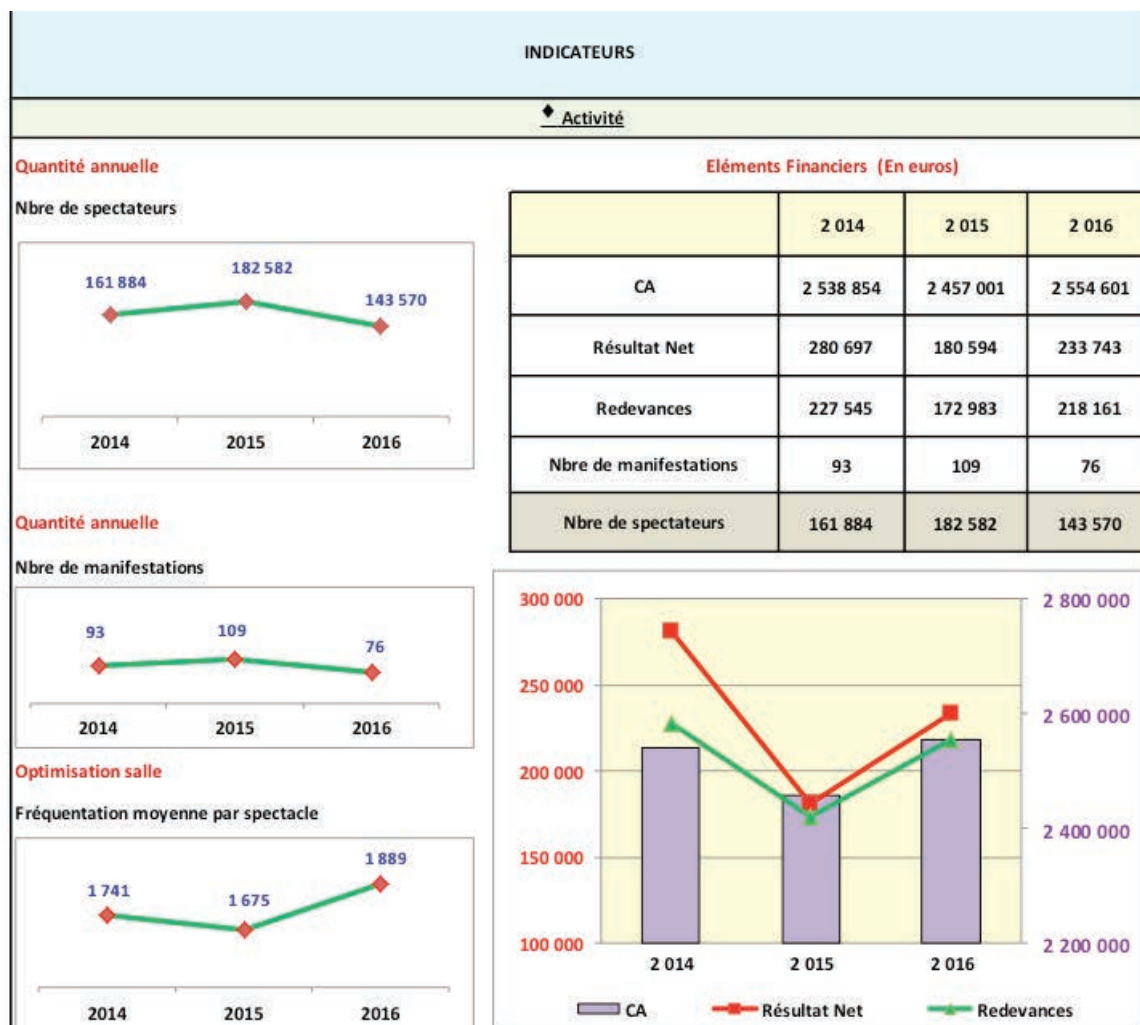 INDICATEURS
♦ Activité
Quantité annuelle
Nbre de spectateurs
161 884
182 582
143 570
2014 2015 2016
Quantité annuelle
Nbre de manifestations
93
109
76
2014 2015 2016
Optimisation salle
Fréquentation moyenne par spectacle
1 741
1 675
1 889
2014 2015 2016
Eléments Financiers (En euros)
2 014 2 015 2 016
CA 2 538 854 2 457 001 2 554 601
Résultat Net 280 697 180 594 233 743
Redevances 227 545 172 983 218 161
Nbre de manifestations 93 109 76
Nbre de spectateurs 161 884 182 582 143 570
300 000
250 000
200 000
150 000
100 000
2 800 000
2 600 000
2 400 000
2 200 000
2 014 2 015 2 016
CA Résultat Net Redevances